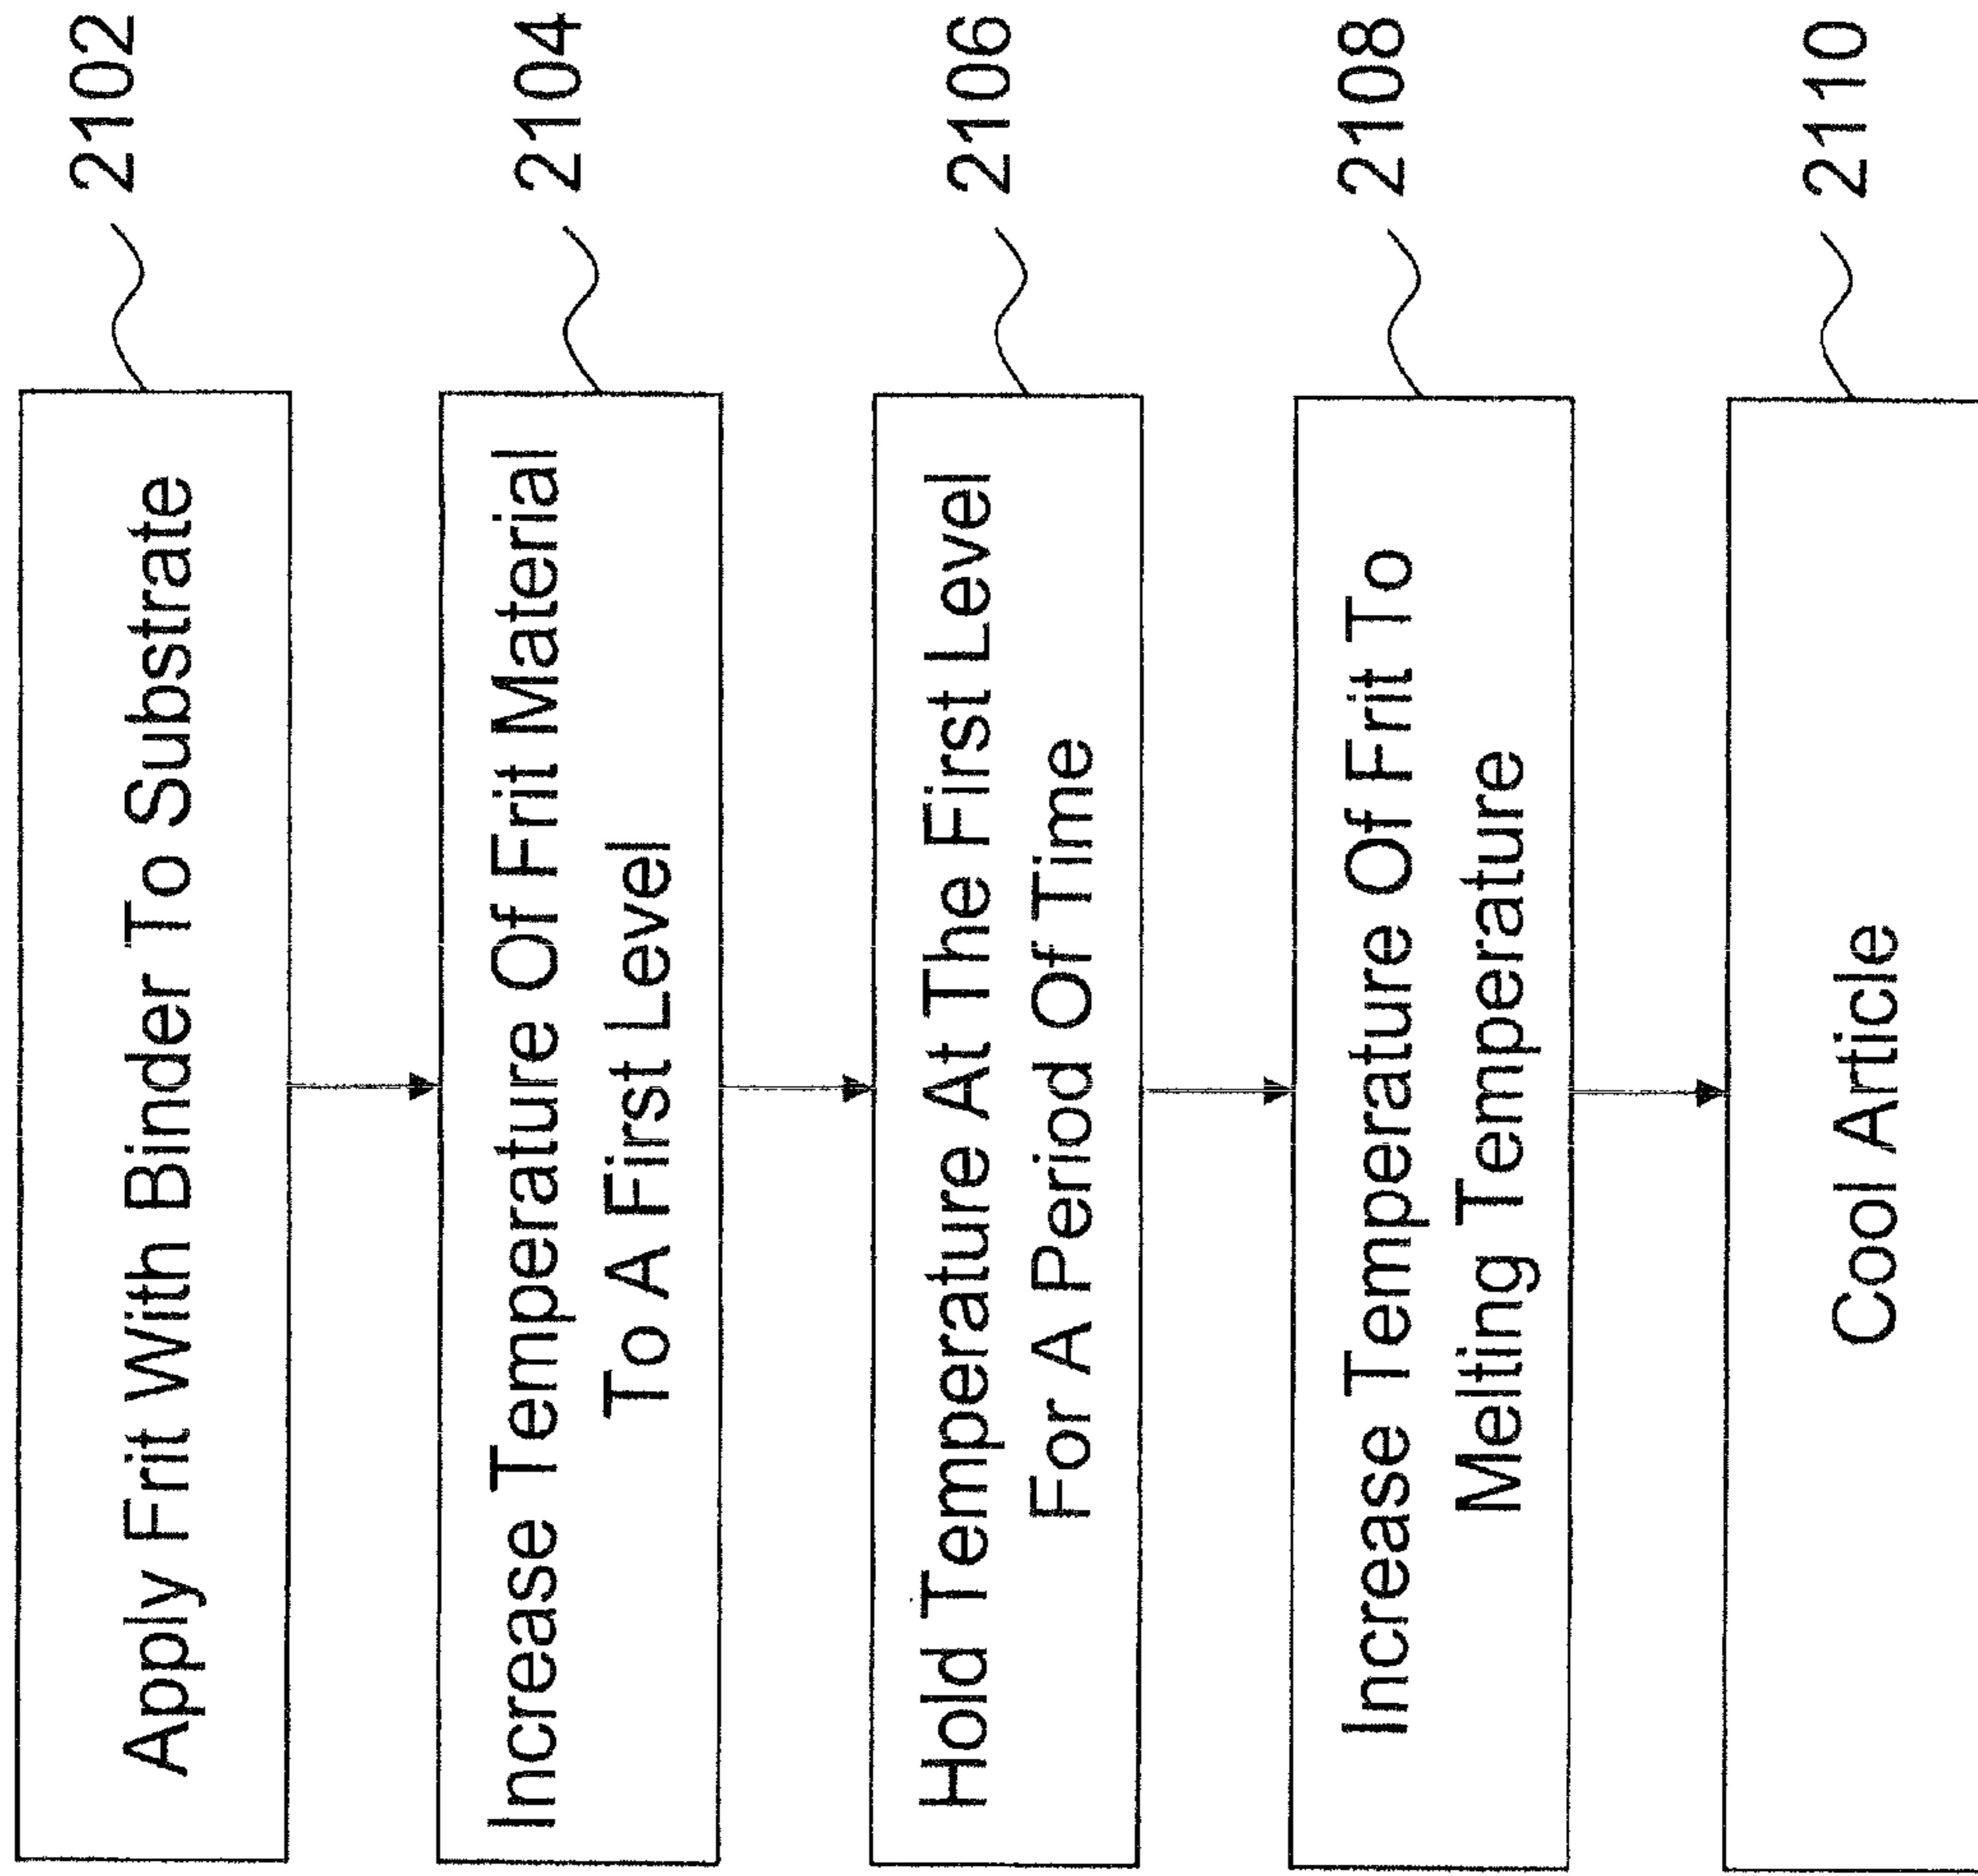 Apply Frit With Binder To Substrate
2102
Increase Temperature Of Frit Material
To A First Level
2104
Hold Temperature At The First Level
For A Period Of Time
2106
Increase Temperature Of Frit To
Melting Temperature
2108
Cool Article
2110